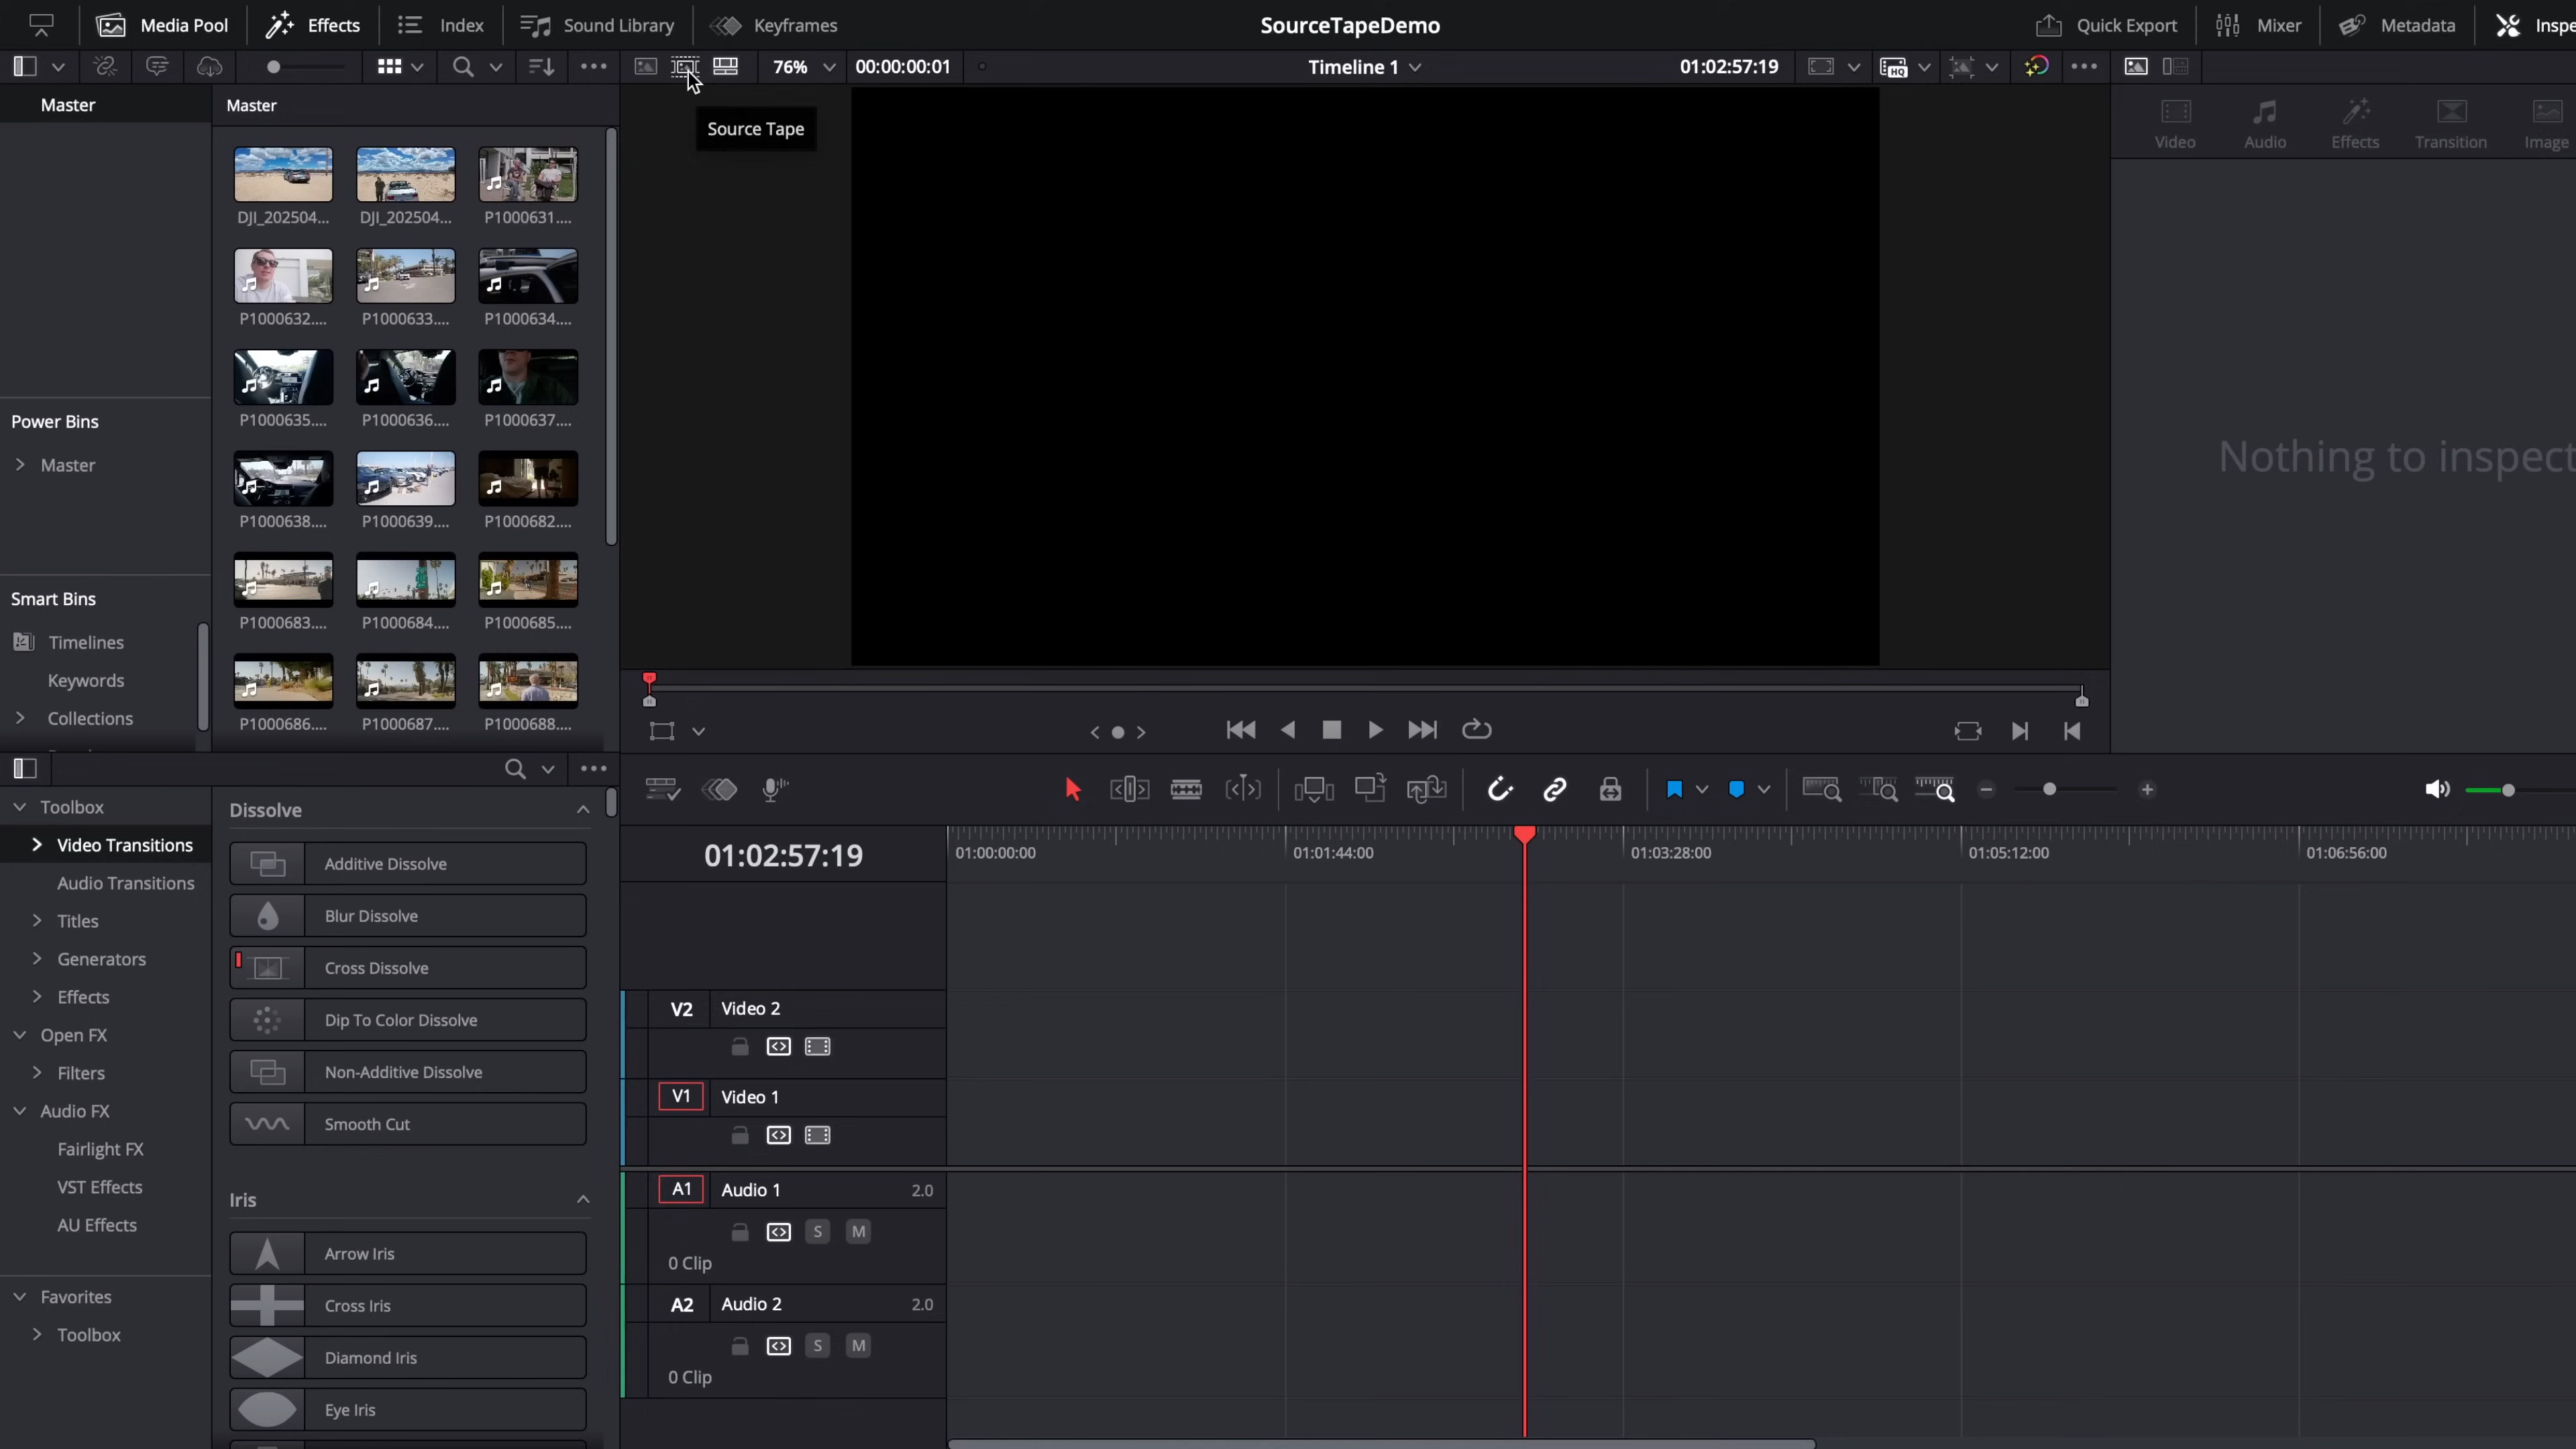 Media Pool
Effects
Index
Sound Library
Keyframes
SourceTapeDemo
Quick Export
Mixer
Metadata
Inspe
76%
00:00:00:01
Timeline 1
01:02:57:19
HQ
Master
Master
Source Tape
Video
Audio
Effects
Transition
Image
DJI_202504...
DJI_202504...
P1000631....
P1000632....
P1000633....
P1000634....
P1000635....
P1000636....
P1000637....
Power Bins
Master
P1000638....
P1000639....
P1000682....
Nothing to inspect
Smart Bins
P1000683....
P1000684....
P1000685....
Timelines
Keywords
Collections
P1000686....
P1000687....
P1000688....
Toolbox
Video Transitions
Audio Transitions
Titles
Generators
Effects
Open FX
Filters
Audio FX
Fairlight FX
VST Effects
AU Effects
Favorites
Toolbox
Dissolve
Additive Dissolve
Blur Dissolve
Cross Dissolve
Dip To Color Dissolve
Non-Additive Dissolve
Smooth Cut
Iris
Arrow Iris
Cross Iris
Diamond Iris
Eye Iris
01:02:57:19
01:00:00:00
01:01:44:00
01:03:28:00
01:05:12:00
01:06:56:00
V2 Video 2
V1 Video 1
A1 Audio 1 2.0
S M
0 Clip
A2 Audio 2 2.0
S M
0 Clip